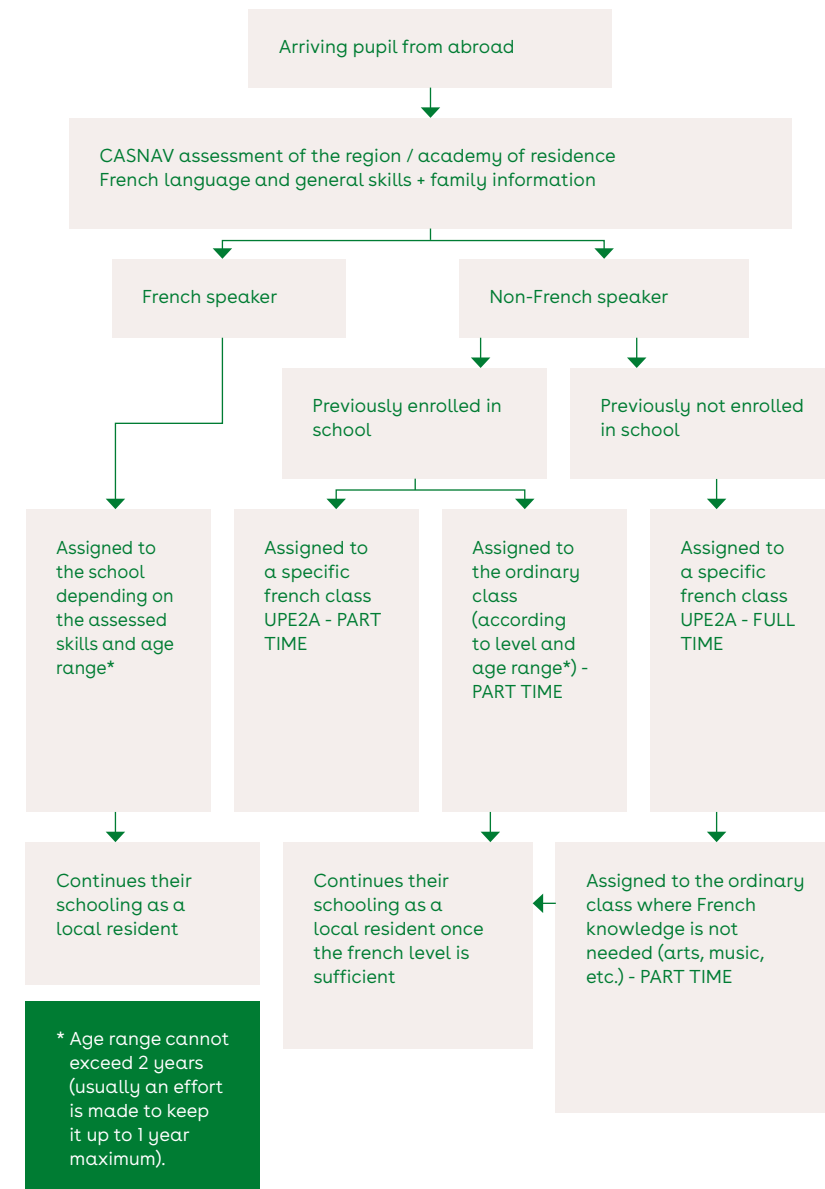 Arriving pupil from abroad
CASNAV assessment of the region / academy of residence
French language and general skills + family information
French speaker
Non-French speaker
Previously enrolled in
school
Previously not enrolled
in school
Assigned to
the school
depending on
the assessed
skills and age
range*
Assigned to
a specific
french class
UPE2A - PART
TIME
Assigned to
the ordinary
class
(according
to level and
age range*) -
PART TIME
Assigned to
a specific
french class
UPE2A - FULL
TIME
Continues their
schooling as a
local resident
Continues their
schooling as a
local resident once
the french level is
sufficient
Assigned to the ordinary
class where French
knowledge is not
needed (arts, music,
etc.) - PART TIME
* Age range cannot
exceed 2 years
(usually an effort
is made to keep
it up to 1 year
maximum).